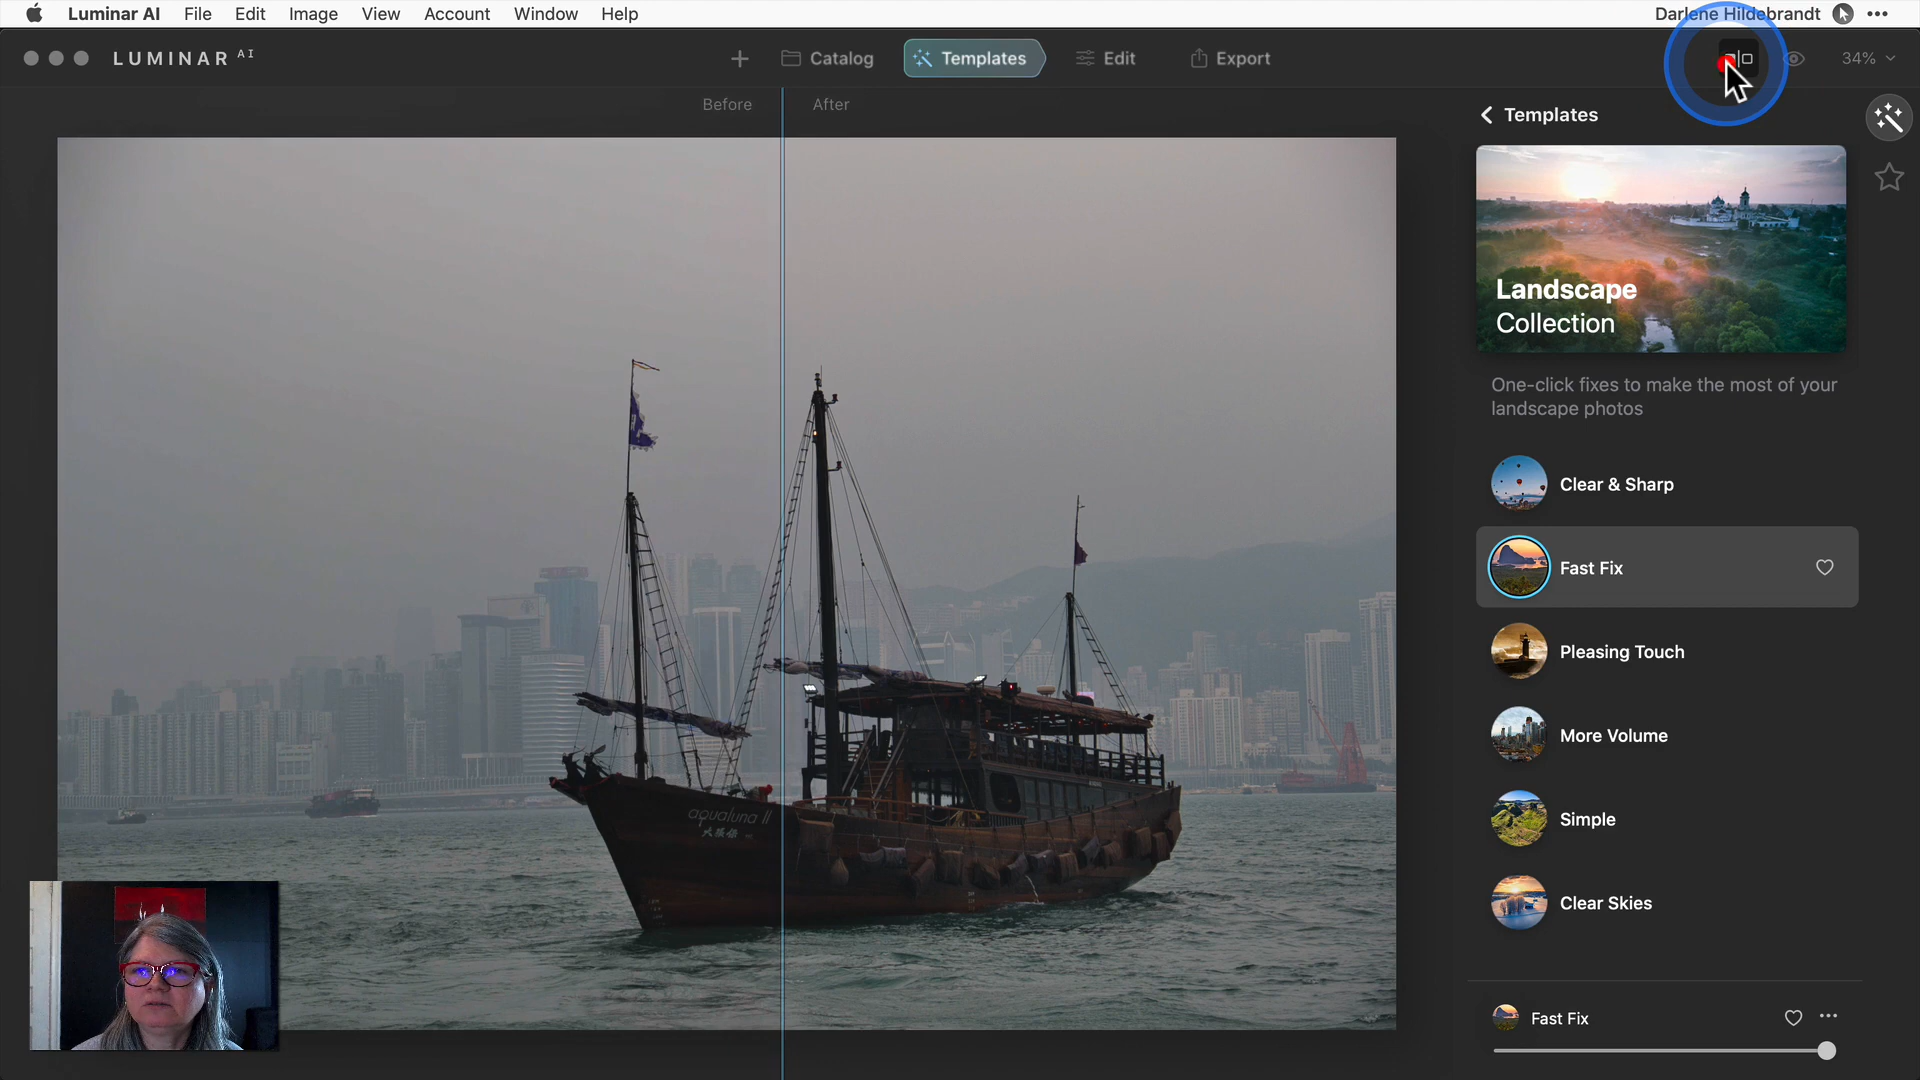 Luminar AI File Edit Image View Account Window Help Darlene Hildebrandt •••
LUMINAR AI + Catalog Templates Edit Export 34%
Before After
Templates
Landscape
Collection
One-click fixes to make the most of your
landscape photos
Clear & Sharp
Fast Fix
Pleasing Touch
More Volume
Simple
Clear Skies
aqualuna II
Fast Fix •••